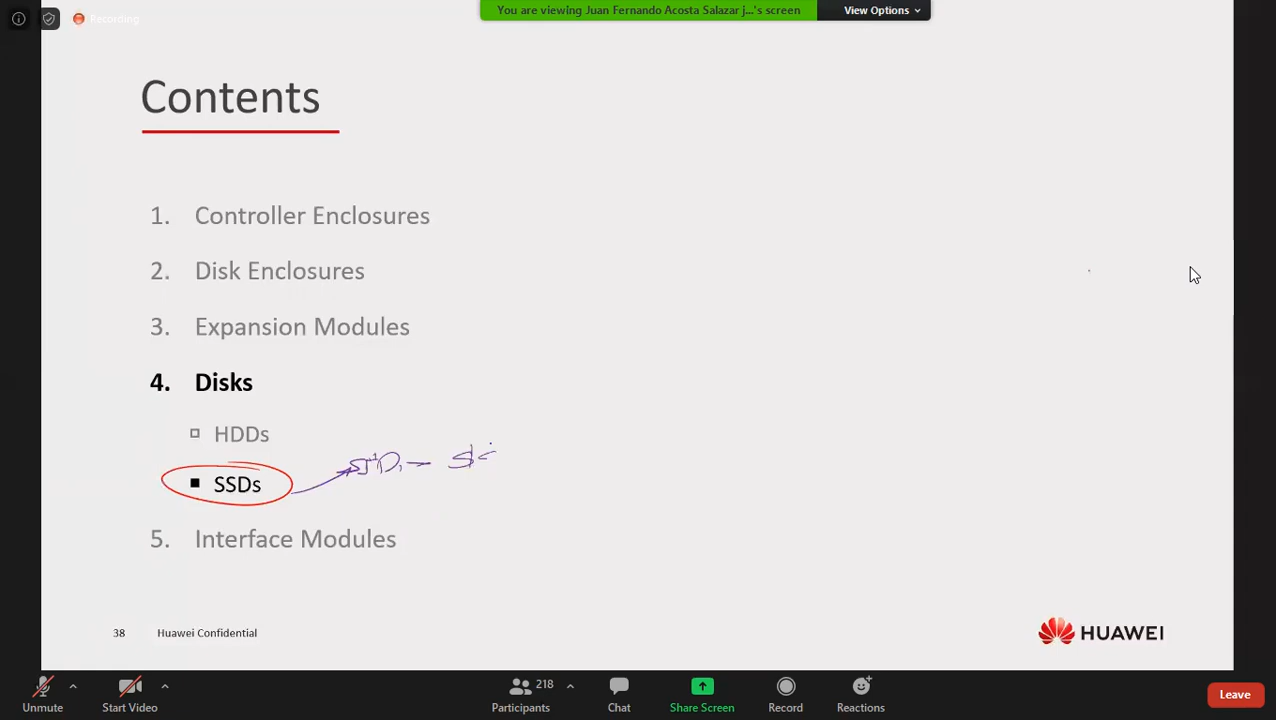 Recording
You are viewing Juan Fernando Acosta Salazar j...'s screen
View Options
Contents
1. Controller Enclosures
2. Disk Enclosures
3. Expansion Modules
4. Disks
HDDs
SSDs
5. Interface Modules
38 Huawei Confidential
HUAWEI
Unmute
Start Video
218
Participants
Chat
Share Screen
Record
Reactions
Leave